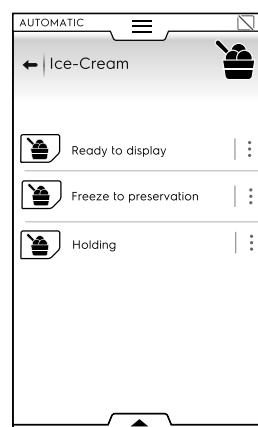 AUTOMATIC
Ice-Cream
Ready to display
Freeze to preservation
Holding